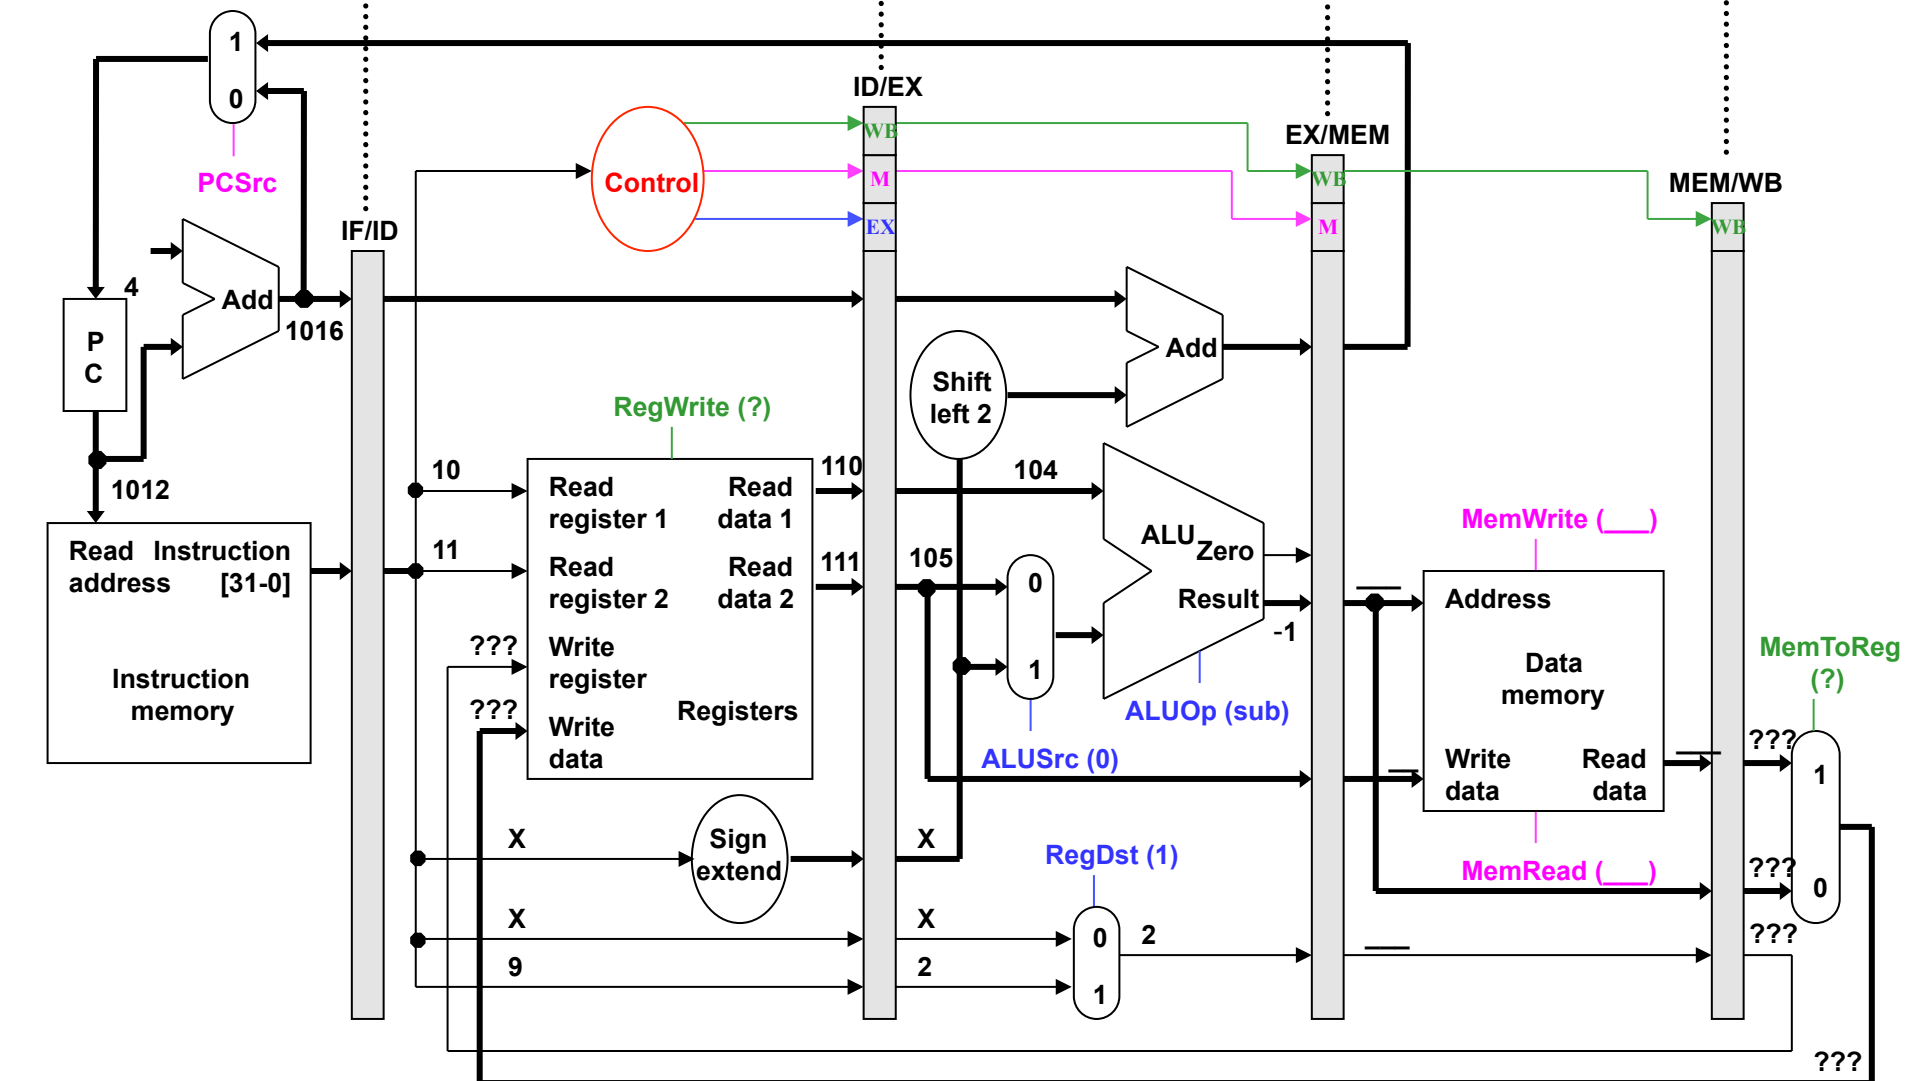 1
0
PCSrc
ID/EX
WB
M
EX
Control
EX/MEM
WB
M
MEM/WB
WB
IF/ID
4
Add
1016
P
C
1012
Add
Shift
left 2
RegWrite (?)
10
11
???
???
Read
register 1
Read
register 2
Write
register
Write
data
Read
data 1
Read
data 2
Registers
110
111
104
105
0
1
ALU
Zero
Result
-1
ALUOp (sub)
ALUSrc (0)
Read
address
Instruction
[31-0]
Instruction
memory
MemWrite (___)
Address
Data
memory
Write
data
Read
data
MemRead (___)
MemToReg
(?)
???
1
???
0
???
X
Sign
extend
X
RegDst (1)
X
X
0
1
2
9
2
???